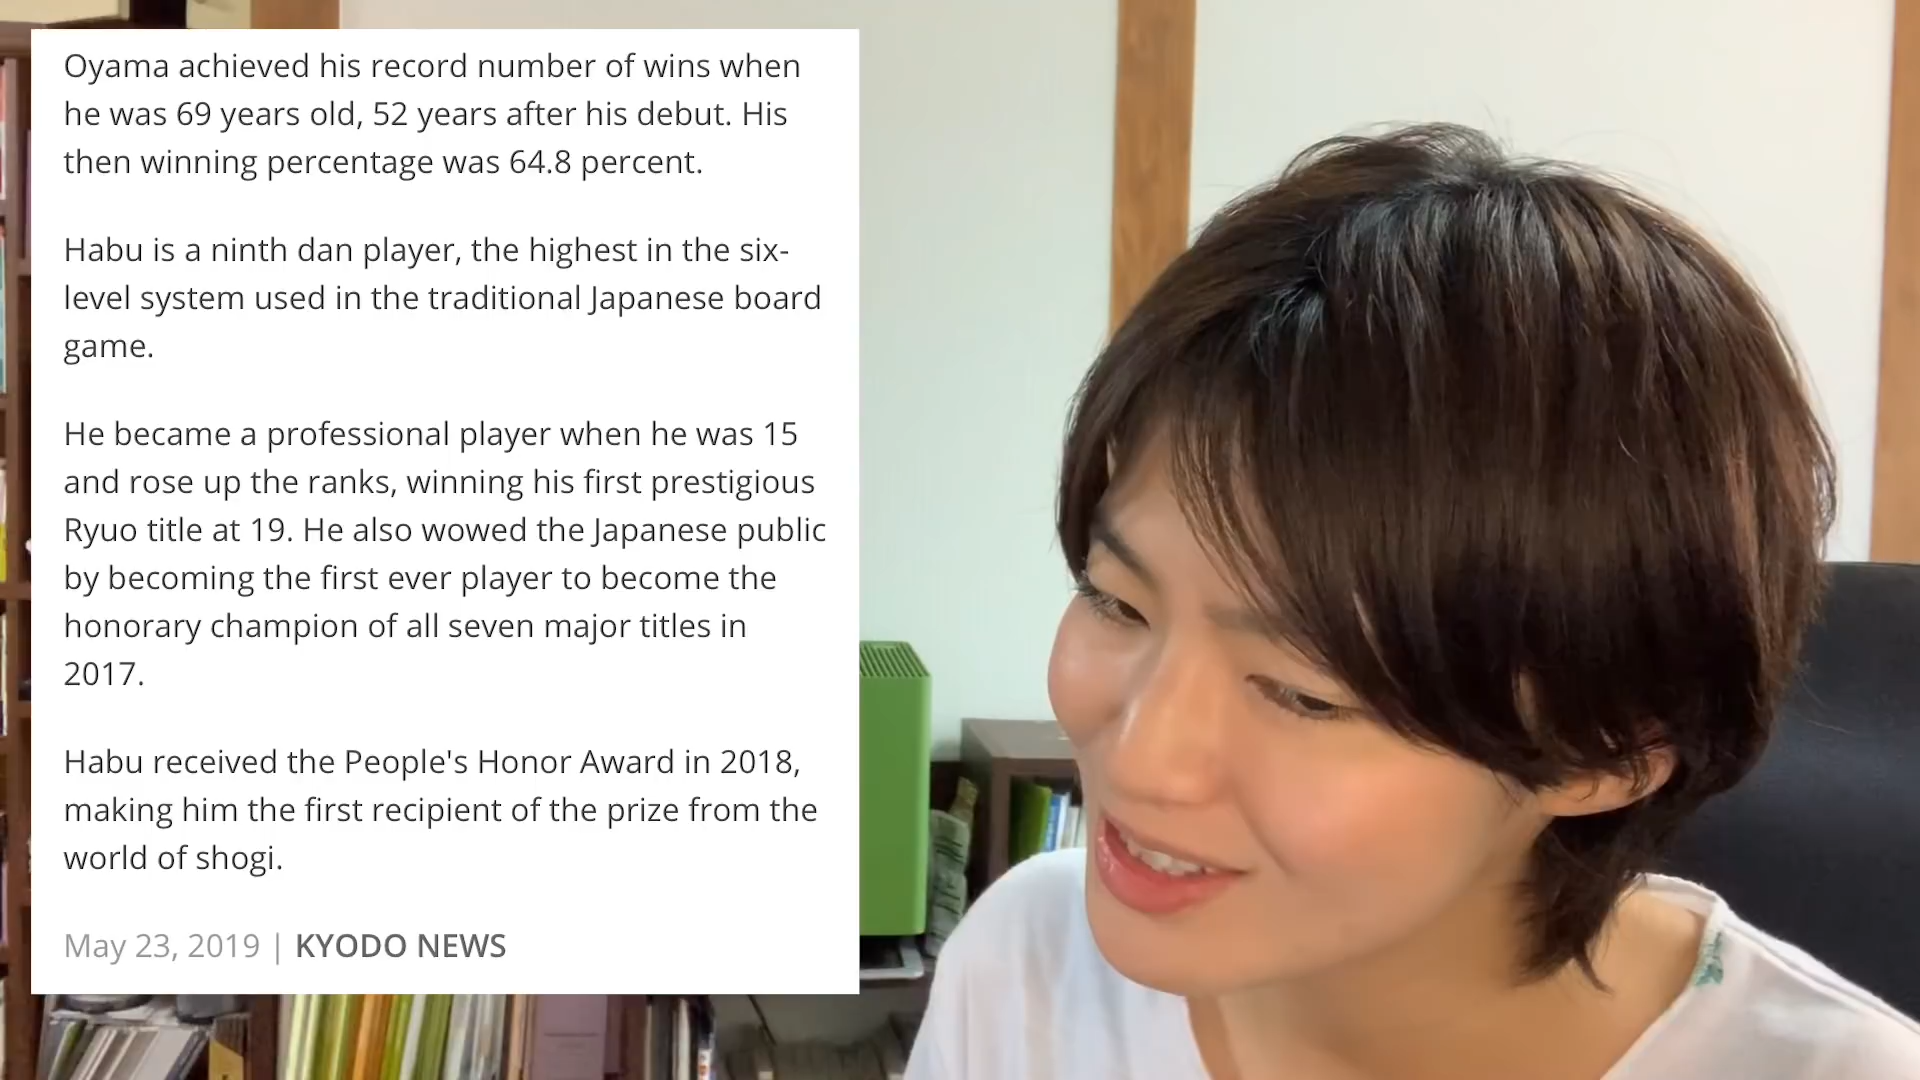 Oyama achieved his record number of wins when
he was 69 years old, 52 years after his debut. His
then winning percentage was 64.8 percent.
Habu is a ninth dan player, the highest in the six-
level system used in the traditional Japanese board
game.
He became a professional player when he was 15
and rose up the ranks, winning his first prestigious
Ryuo title at 19. He also wowed the Japanese public
by becoming the first ever player to become the
honorary champion of all seven major titles in
2017.
Habu received the People's Honor Award in 2018,
making him the first recipient of the prize from the
world of shogi.
May 23, 2019 | KYODO NEWS